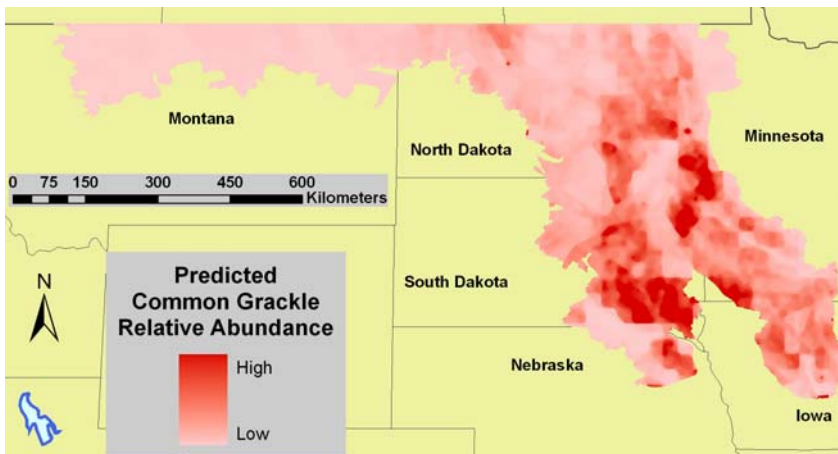 Montana
North Dakota
Minnesota
0 75 150 300 450 600
Kilometers
N
Predicted
Common Grackle
Relative Abundance
High
Low
South Dakota
Nebraska
Iowa